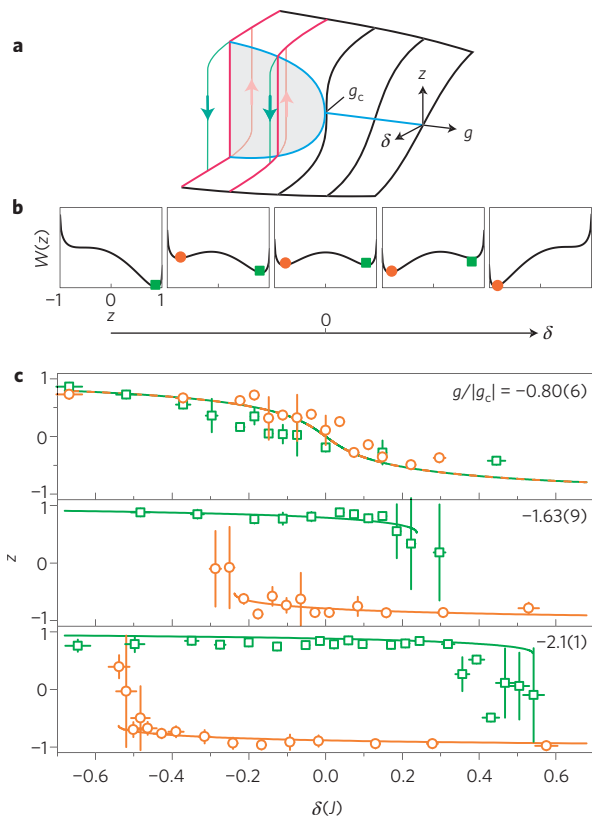 a
g_c
z
δ
g
b
W(z)
−1 0 1
z
0
δ
c
1
g/|g_c| = −0.80(6)
0
−1
1
−1.63(9)
z
0
−1
1
−2.1(1)
0
−1
−0.6 −0.4 −0.2 0.0 0.2 0.4 0.6
δ(J)